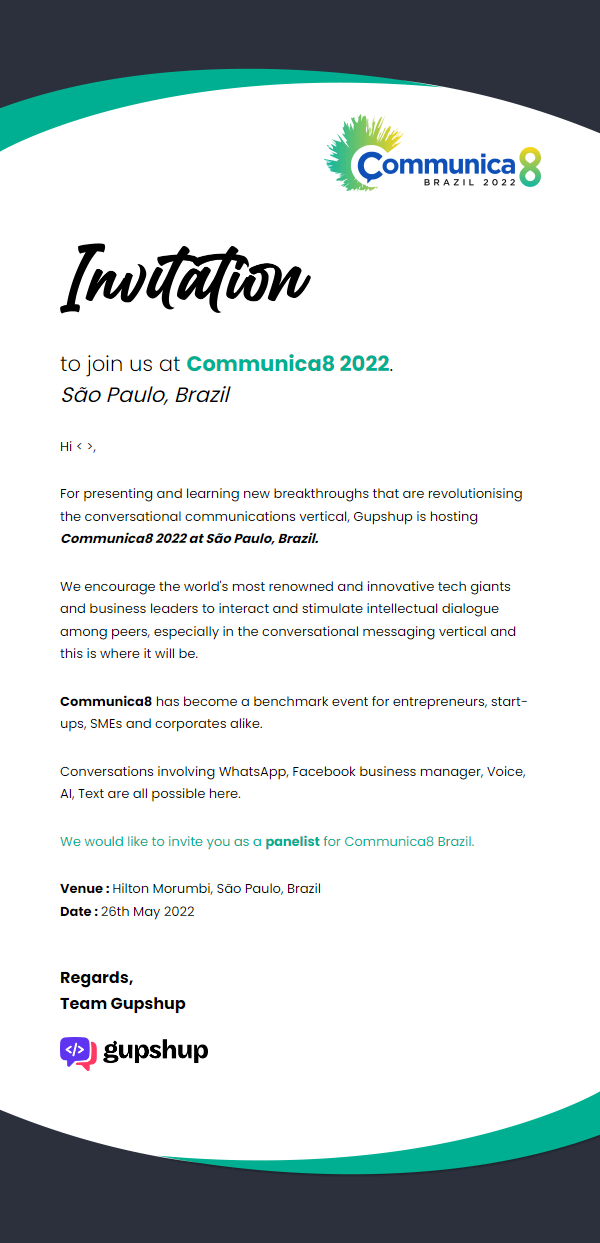 Communica8
BRAZIL 2022
Invitation
to join us at Communica8 2022.
São Paulo, Brazil
Hi < >,
For presenting and learning new breakthroughs that are revolutionising
the conversational communications vertical, Gupshup is hosting
Communica8 2022 at São Paulo, Brazil.
We encourage the world's most renowned and innovative tech giants
and business leaders to interact and stimulate intellectual dialogue
among peers, especially in the conversational messaging vertical and
this is where it will be.
Communica8 has become a benchmark event for entrepreneurs, start-
ups, SMEs and corporates alike.
Conversations involving WhatsApp, Facebook business manager, Voice,
AI, Text are all possible here.
We would like to invite you as a panelist for Communica8 Brazil.
Venue : Hilton Morumbi, São Paulo, Brazil
Date : 26th May 2022
Regards,
Team Gupshup
</> gupshup